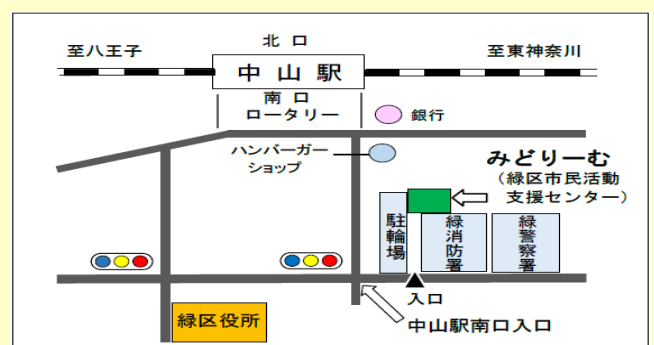 北口
至八王子
中山駅
至東神奈川
南口
ロータリー
銀行
ハンバーガー
ショップ
みどりーむ
（緑区市民活動
支援センター）
駐輪場
緑消防署
緑警察署
入口
緑区役所
中山駅南口入口